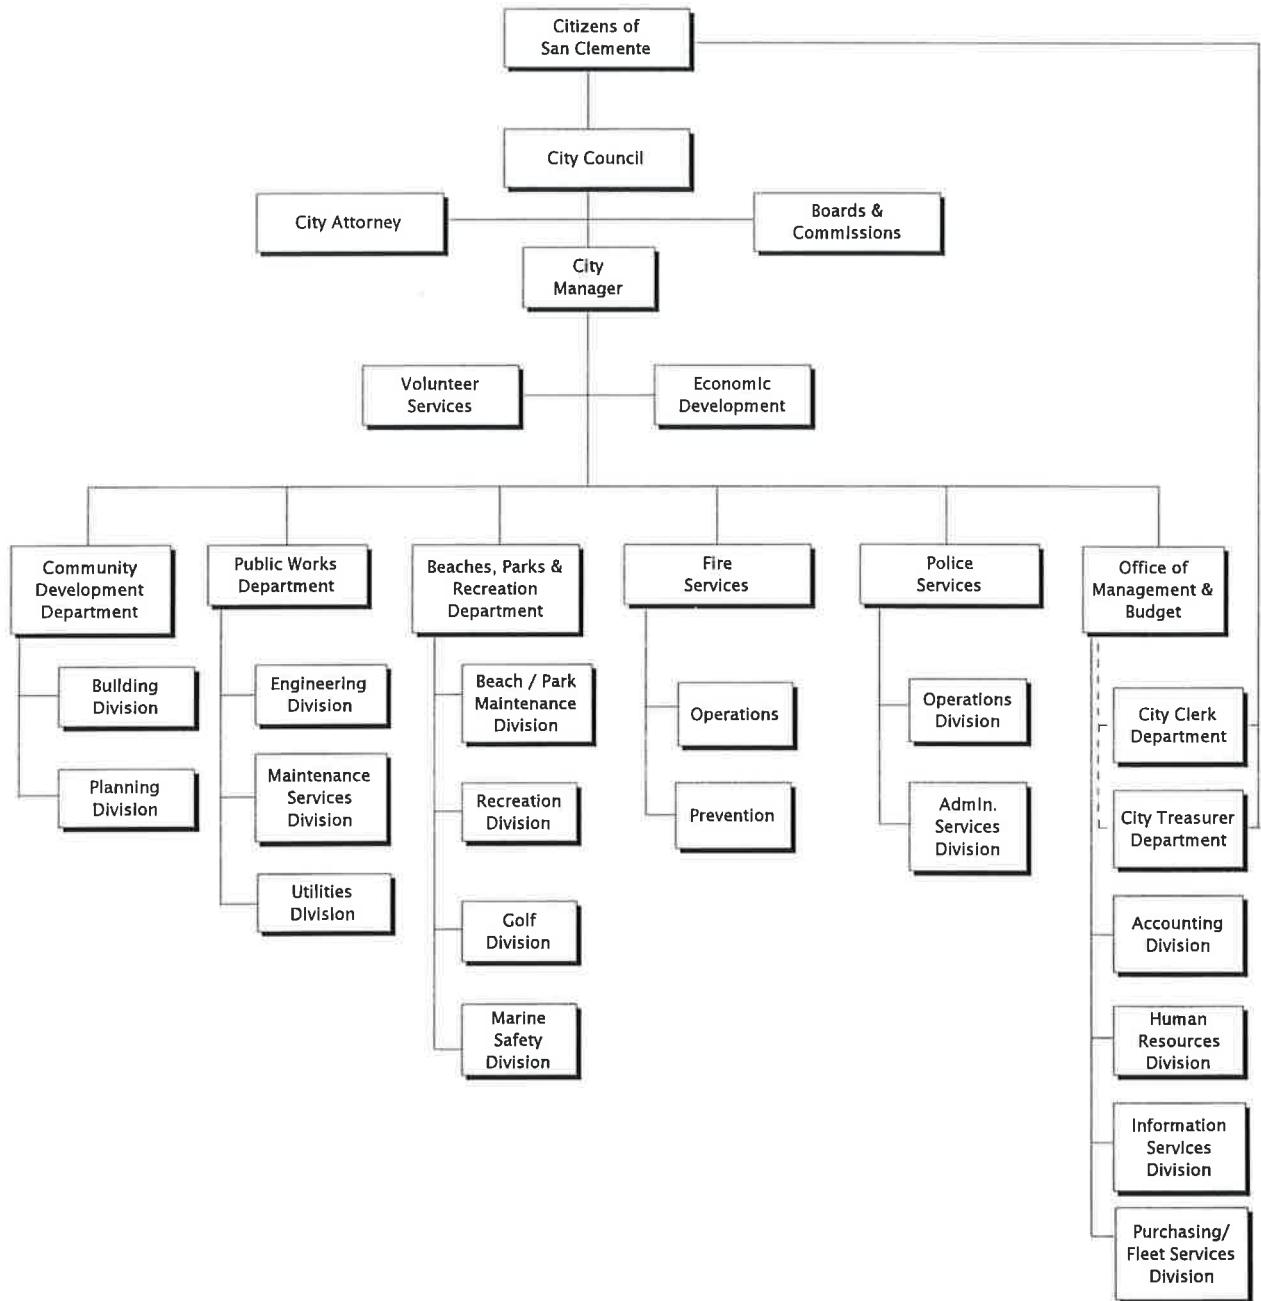 Citizens of
San Clemente
City Council
City Attorney
Boards &
Commissions
City
Manager
Volunteer
Services
Economic
Development
Community
Development
Department
Public Works
Department
Beaches, Parks &
Recreation
Department
Fire
Services
Police
Services
Office of
Management &
Budget
Building
Division
Planning
Division
Engineering
Division
Maintenance
Services
Division
Utilities
Division
Beach / Park
Maintenance
Division
Recreation
Division
Golf
Division
Marine
Safety
Division
Operations
Prevention
Operations
Division
Admin.
Services
Division
City Clerk
Department
City Treasurer
Department
Accounting
Division
Human
Resources
Division
Information
Services
Division
Purchasing/
Fleet Services
Division